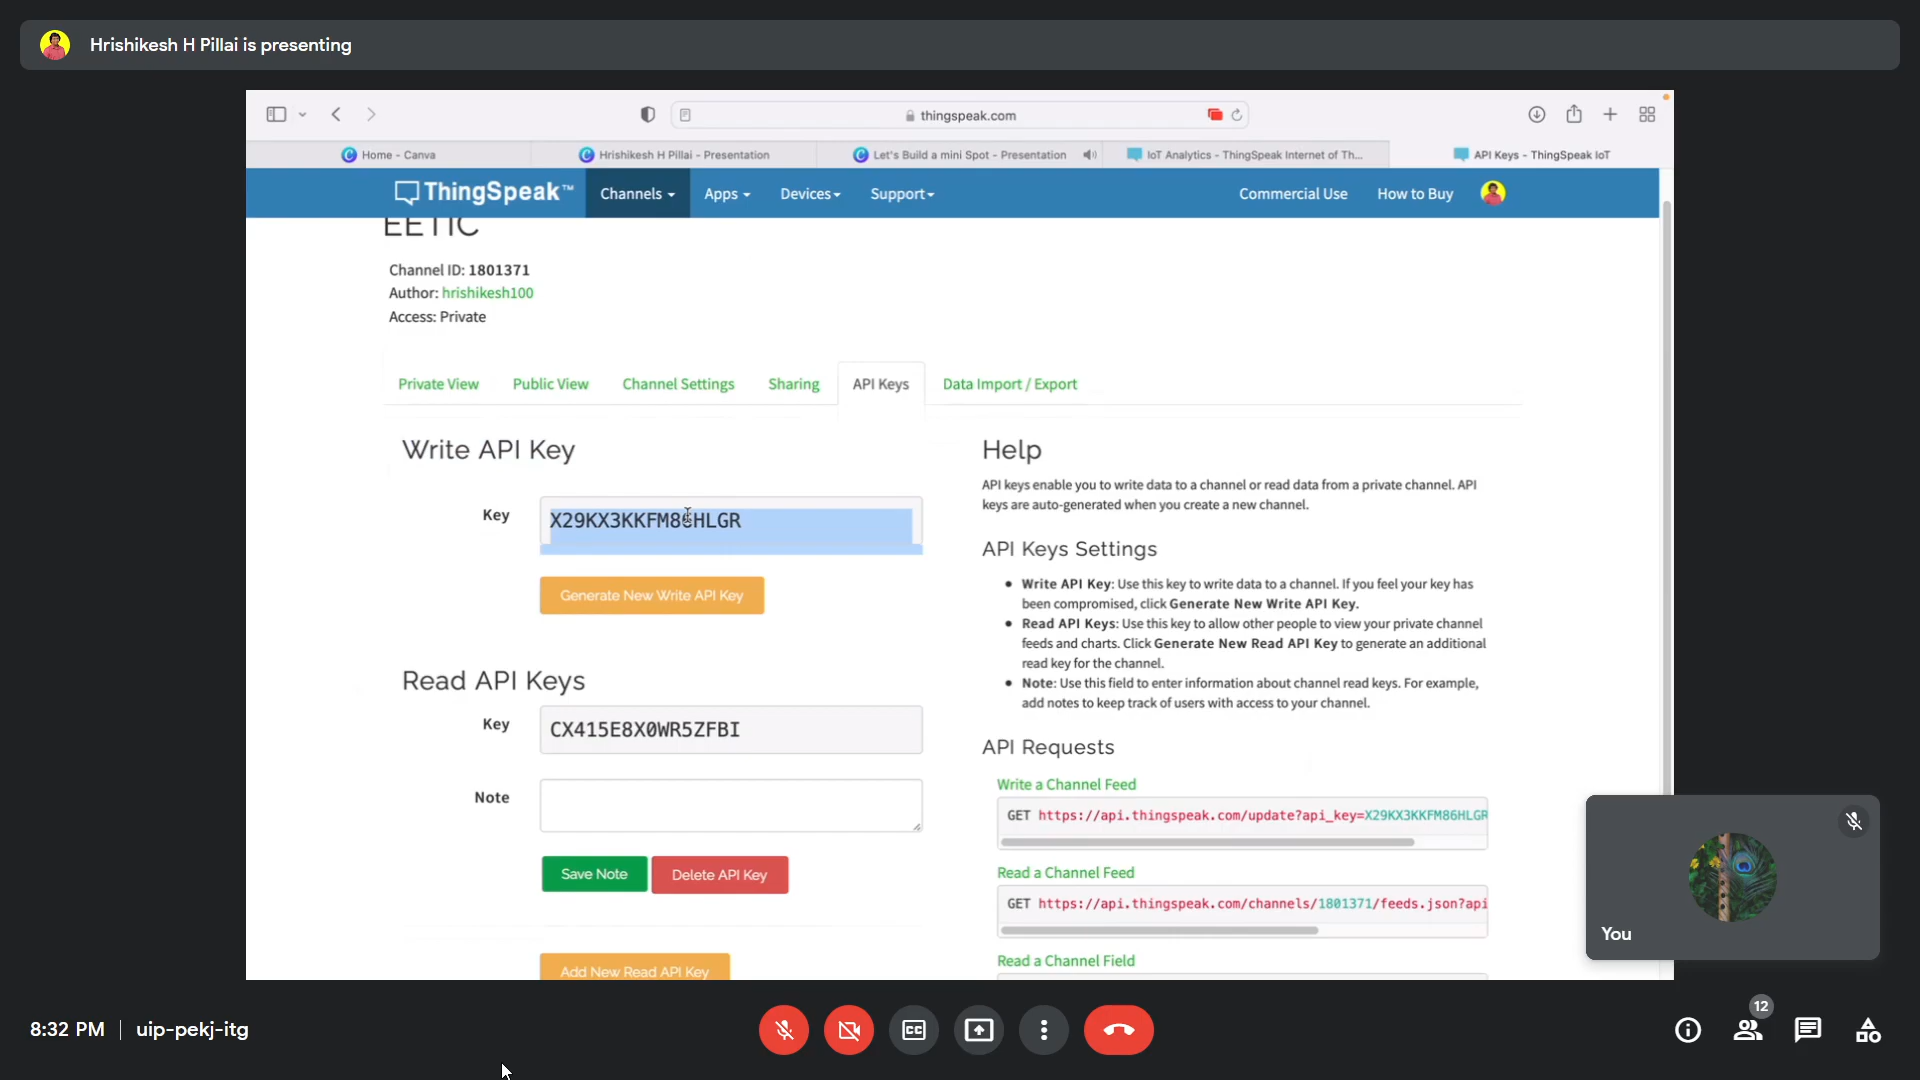 Hrishikesh H Pillai is presenting
thingspeak.com
Home - Canva
Hrishikesh H Pillai - Presentation
Let's Build a mini Spot - Presentation
IoT Analytics - ThingSpeak Internet of Th...
API Keys - ThingSpeak IoT
ThingSpeak™
Channels
Apps
Devices
Support
Commercial Use
How to Buy
Channel ID: 1801371
Author: hrishikesh100
Access: Private
Private View
Public View
Channel Settings
Sharing
API Keys
Data Import / Export
Write API Key
Key
X29KX3KKFM86HLGR
Generate New Write API Key
Read API Keys
Key
CX415E8X0WR5ZFBI
Note
Save Note
Delete API Key
Add New Read API Key
Help
API keys enable you to write data to a channel or read data from a private channel. API
keys are auto-generated when you create a new channel.
API Keys Settings
Write API Key: Use this key to write data to a channel. If you feel your key has
been compromised, click Generate New Write API Key.
Read API Keys: Use this key to allow other people to view your private channel
feeds and charts. Click Generate New Read API Key to generate an additional
read key for the channel.
Note: Use this field to enter information about channel read keys. For example,
add notes to keep track of users with access to your channel.
API Requests
Write a Channel Feed
GET https://api.thingspeak.com/update?api_key=X29KX3KKFM86HLGR
Read a Channel Feed
GET https://api.thingspeak.com/channels/1801371/feeds.json?api
Read a Channel Field
You
8:32 PM
uip-pekj-itg
CC
12